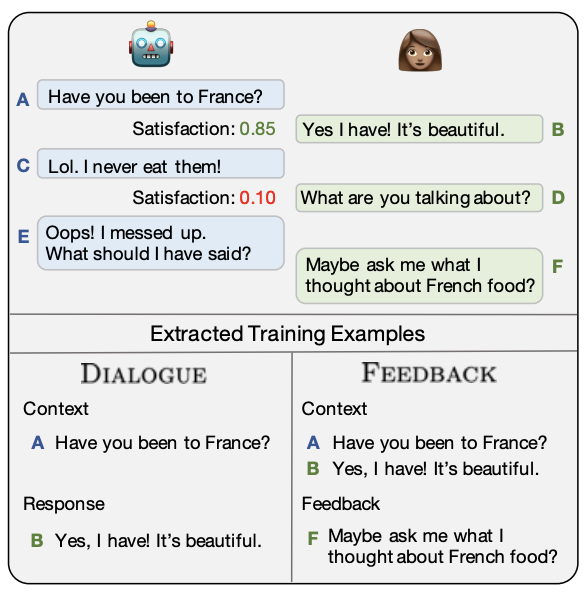 A Have you been to France?
Satisfaction: 0.85
Yes I have! It's beautiful. B
C Lol. I never eat them!
Satisfaction: 0.10
What are you talking about? D
E Oops! I messed up.
What should I have said?
Maybe ask me what I
thought about French food? F
Extracted Training Examples
DIALOGUE
Context
A Have you been to France?
Response
B Yes, I have! It's beautiful.
FEEDBACK
Context
A Have you been to France?
B Yes, I have! It's beautiful.
Feedback
F Maybe ask me what I
thought about French food?